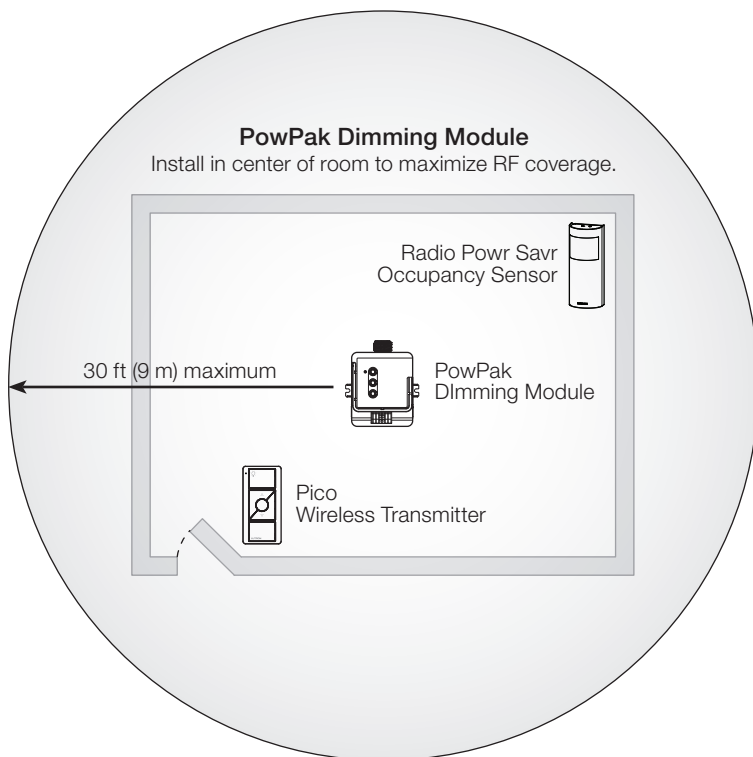 PowPak Dimming Module
Install in center of room to maximize RF coverage.
Radio Powr Savr
Occupancy Sensor
30 ft (9 m) maximum
PowPak
DImming Module
Pico
Wireless Transmitter